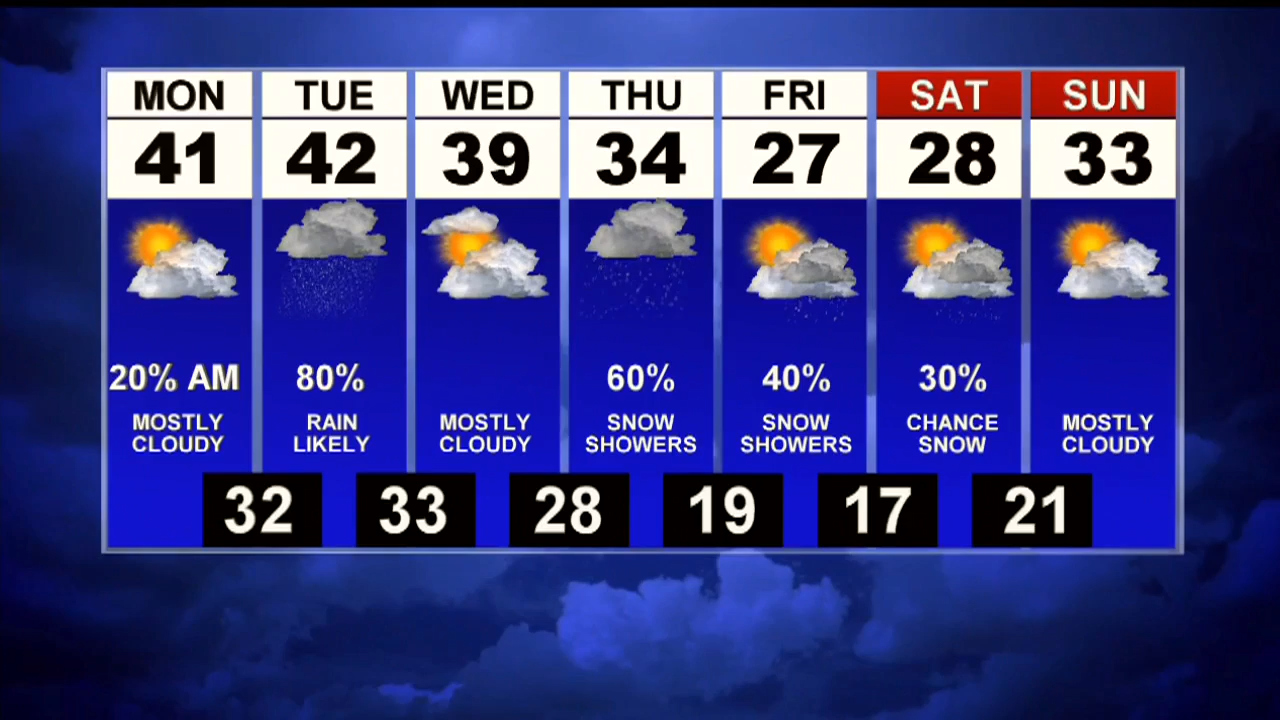 MON TUE WED THU FRI SAT SUN
41 42 39 34 27 28 33
20% AM 80% 60% 40% 30%
MOSTLY RAIN MOSTLY SNOW SNOW CHANCE MOSTLY
CLOUDY LIKELY CLOUDY SHOWERS SHOWERS SNOW CLOUDY
32 33 28 19 17 21